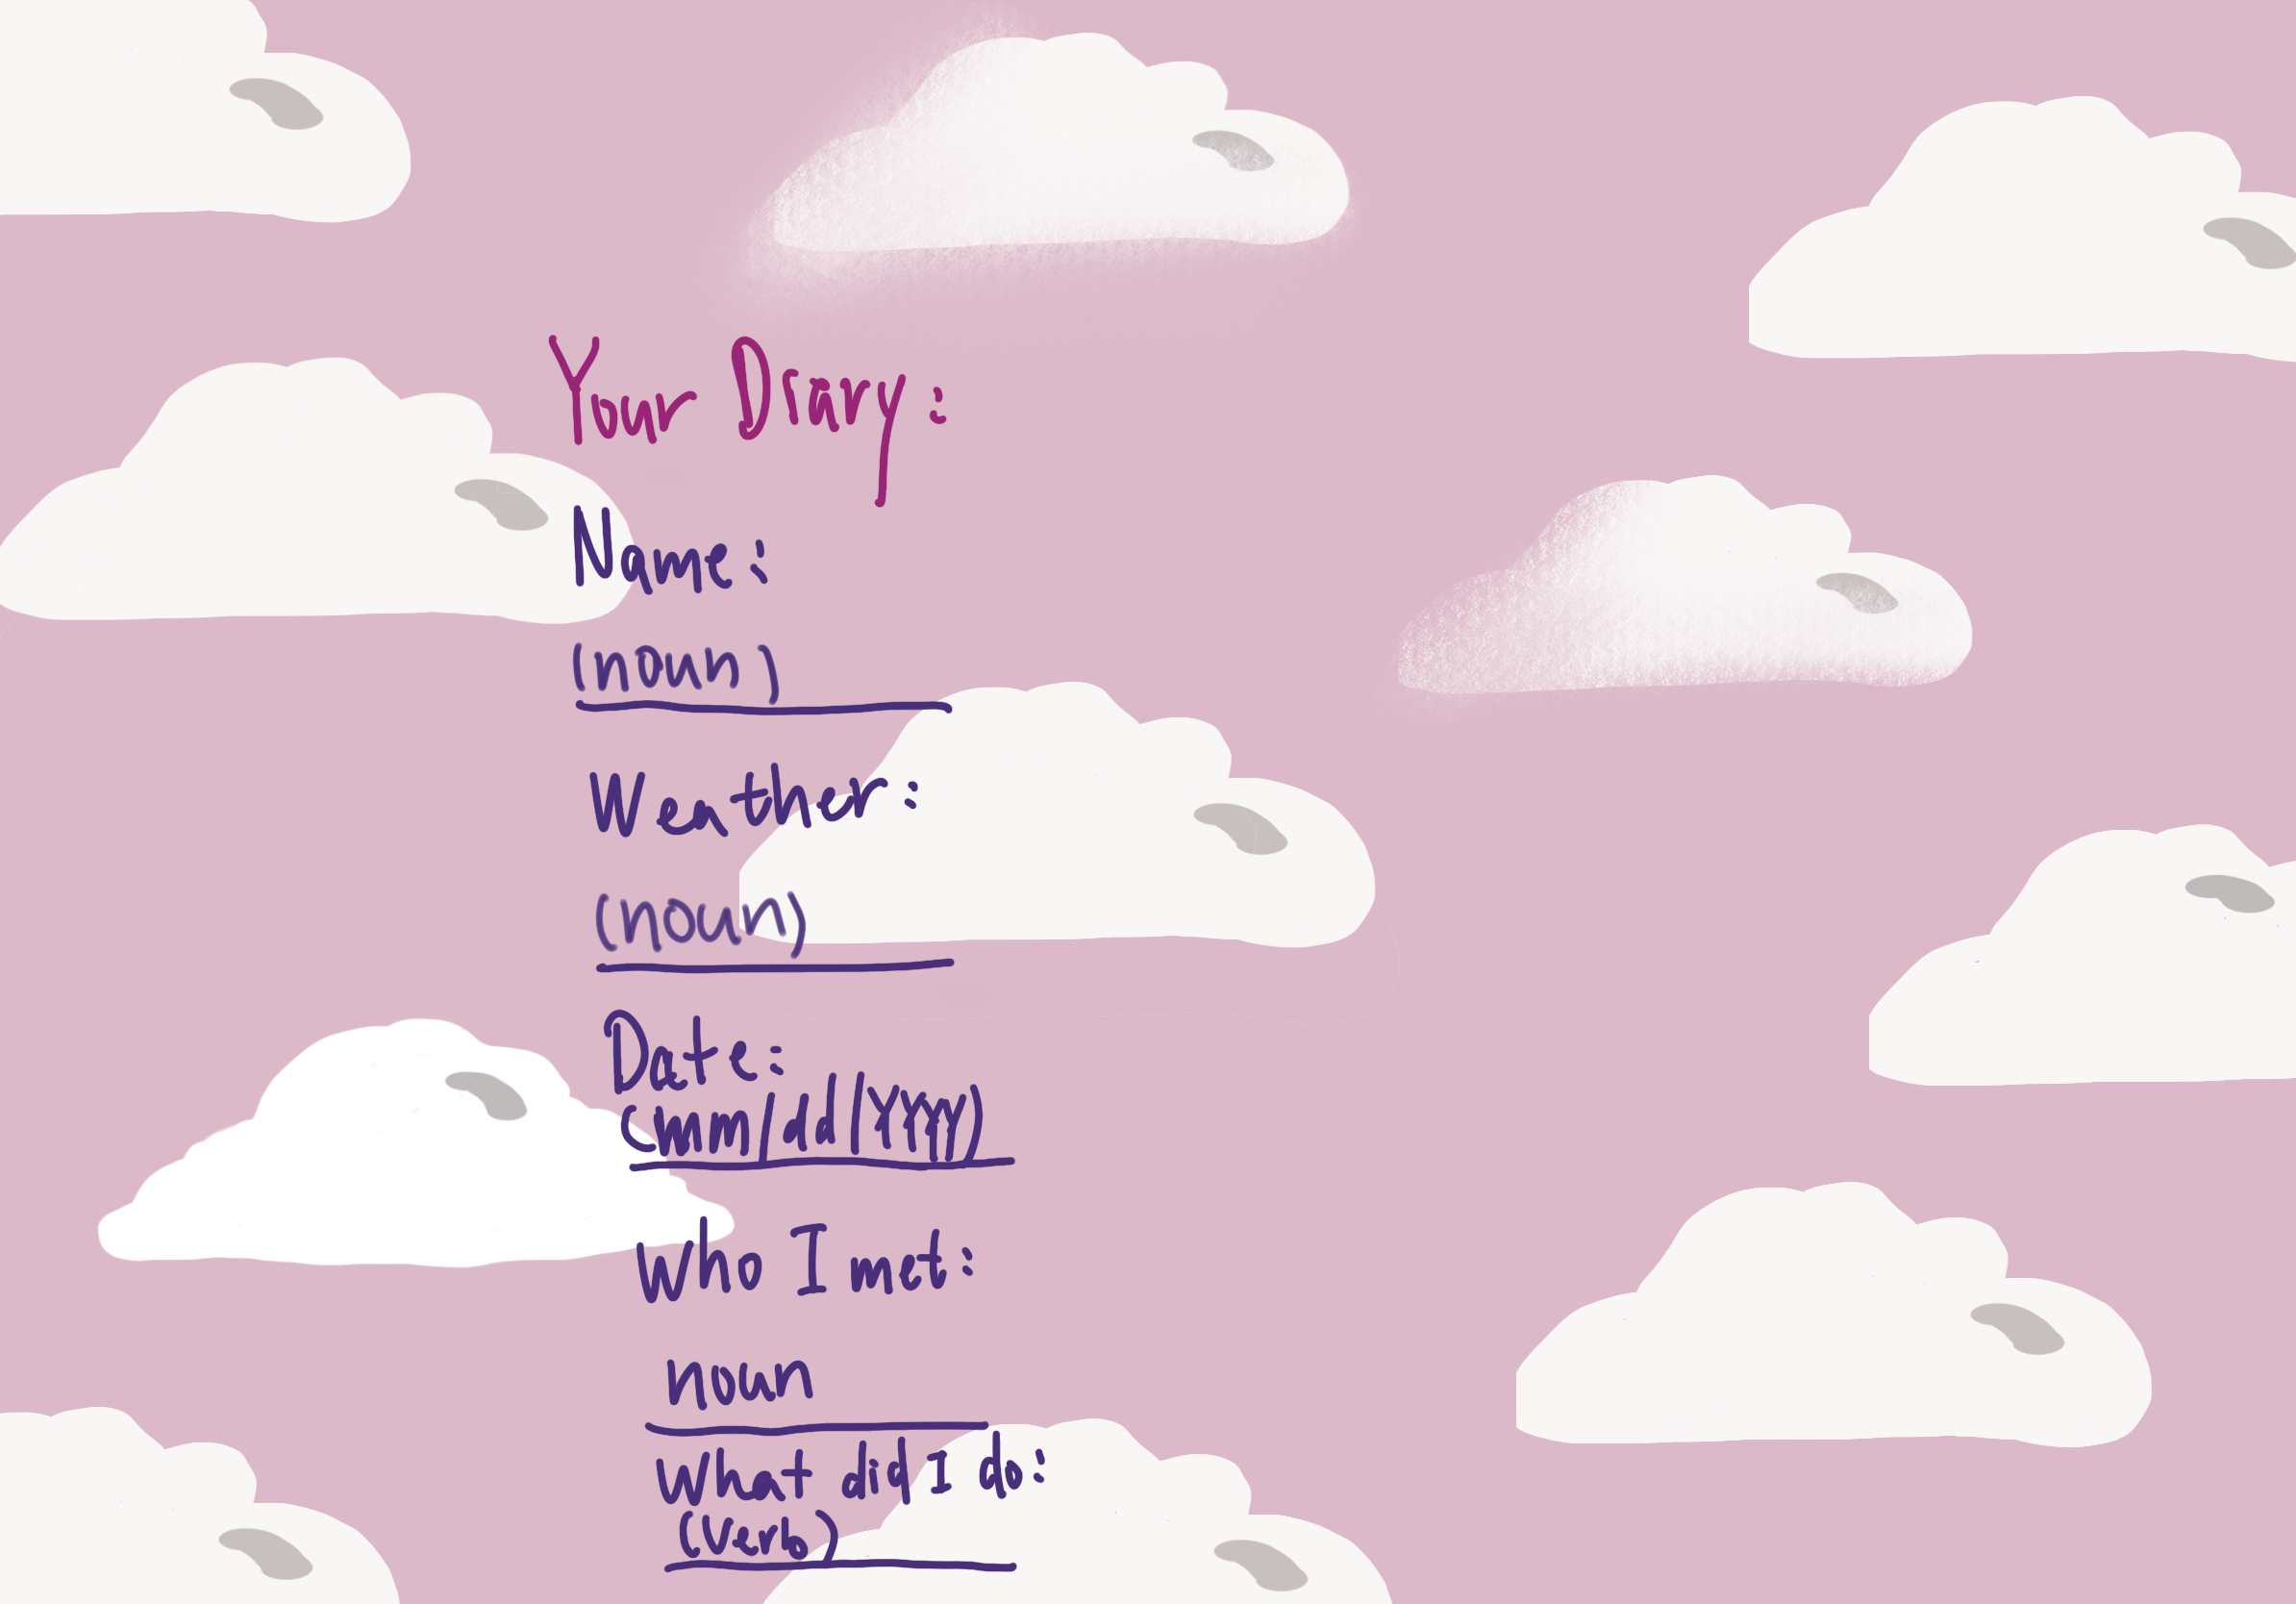 Your Diary:
Name:
(noun)
Weather:
(noun)
Date:
(mm/dd/yyyy)
Who I met:
noun
What did I do:
(verb)